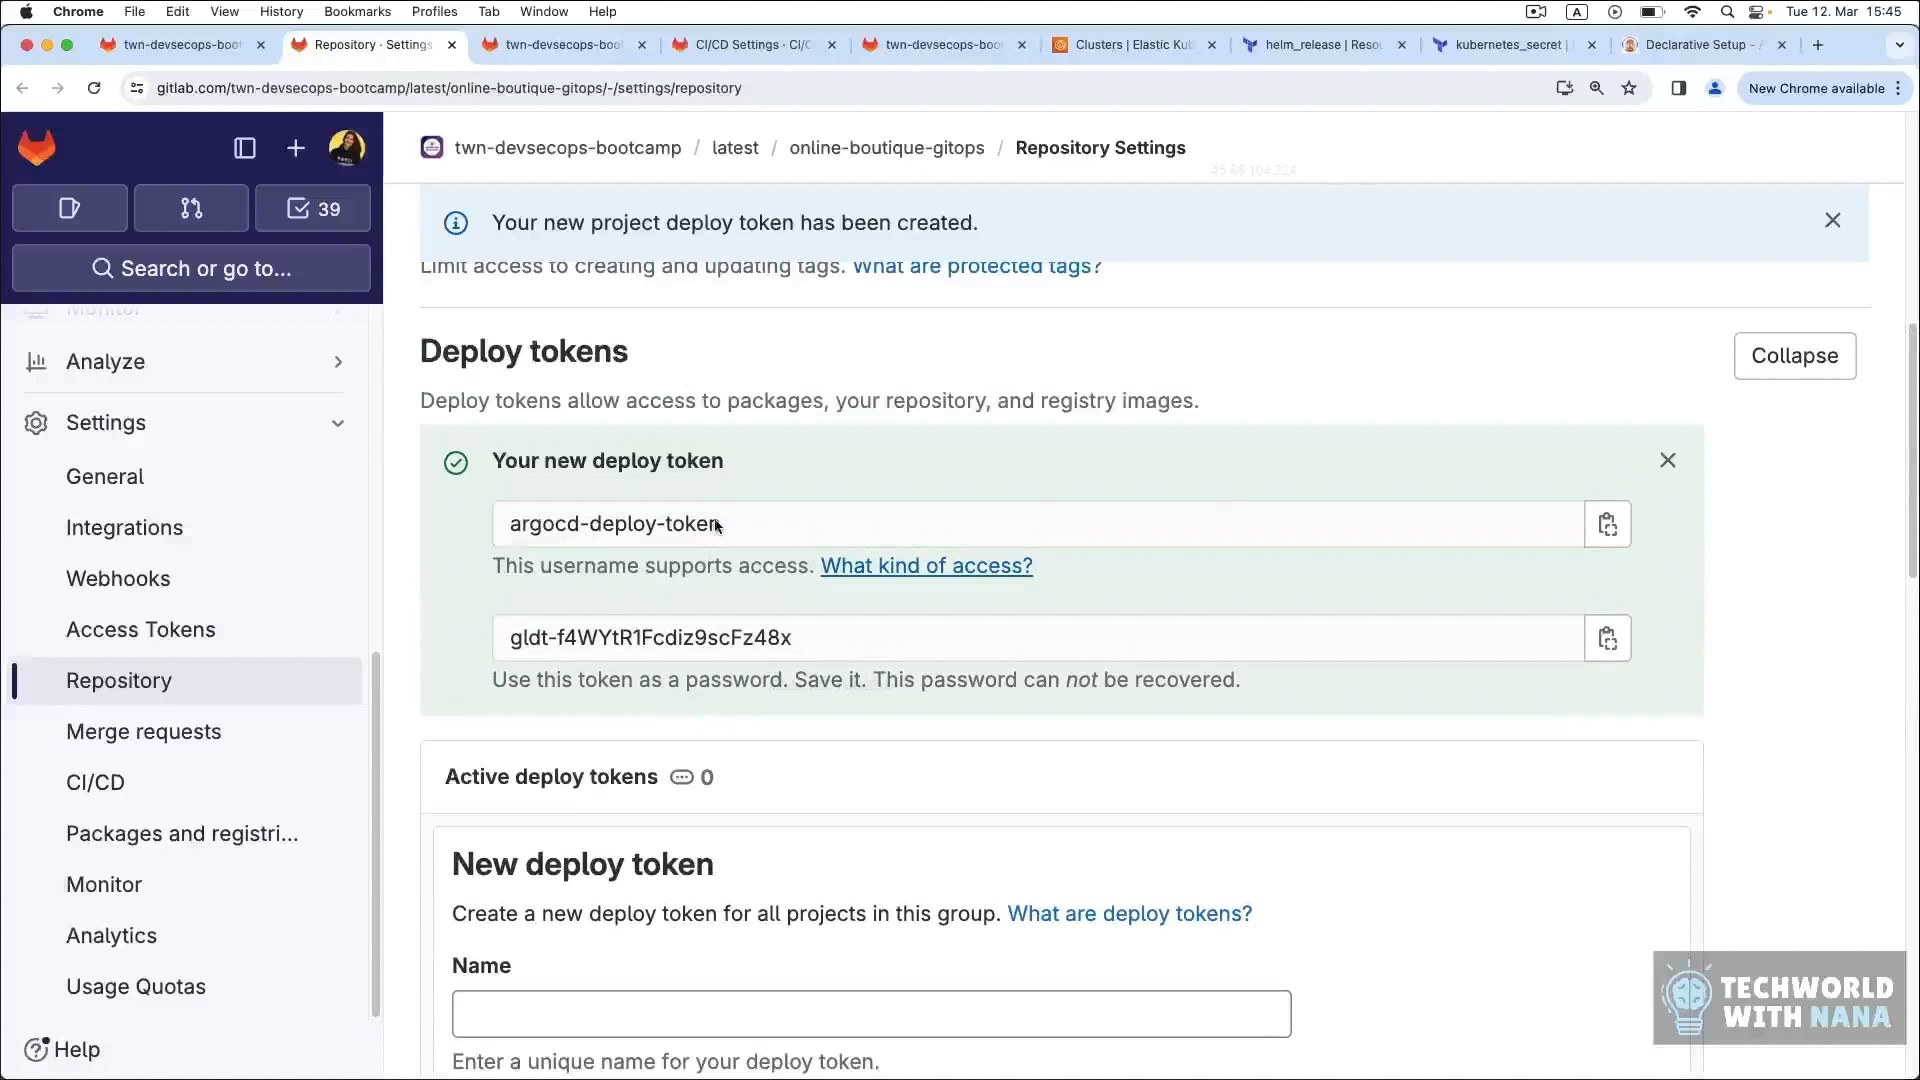 Chrome File Edit View History Bookmarks Profiles Tab Window Help A Tue 12. Mar 15:45
twn-devsecops-boot Repository · Settings twn-devsecops-boo CI/CD Settings · CI/C twn-devsecops-boo Clusters | Elastic Kub helm_release | Reso kubernetes_secret | Declarative Setup - A
gitlab.com/twn-devsecops-bootcamp/latest/online-boutique-gitops/-/settings/repository New Chrome available
twn-devsecops-bootcamp / latest / online-boutique-gitops / Repository Settings
39
Search or go to...
Monitor
Analyze
Settings
General
Integrations
Webhooks
Access Tokens
Repository
Merge requests
CI/CD
Packages and registri...
Monitor
Analytics
Usage Quotas
Help
Your new project deploy token has been created.
Limit access to creating and updating tags. What are protected tags?
Deploy tokens
Collapse
Deploy tokens allow access to packages, your repository, and registry images.
Your new deploy token
argocd-deploy-token
This username supports access. What kind of access?
gldt-f4WYtR1Fcdiz9scFz48x
Use this token as a password. Save it. This password can not be recovered.
Active deploy tokens 0
New deploy token
Create a new deploy token for all projects in this group. What are deploy tokens?
Name
Enter a unique name for your deploy token.
TECHWORLD
WITH NANA